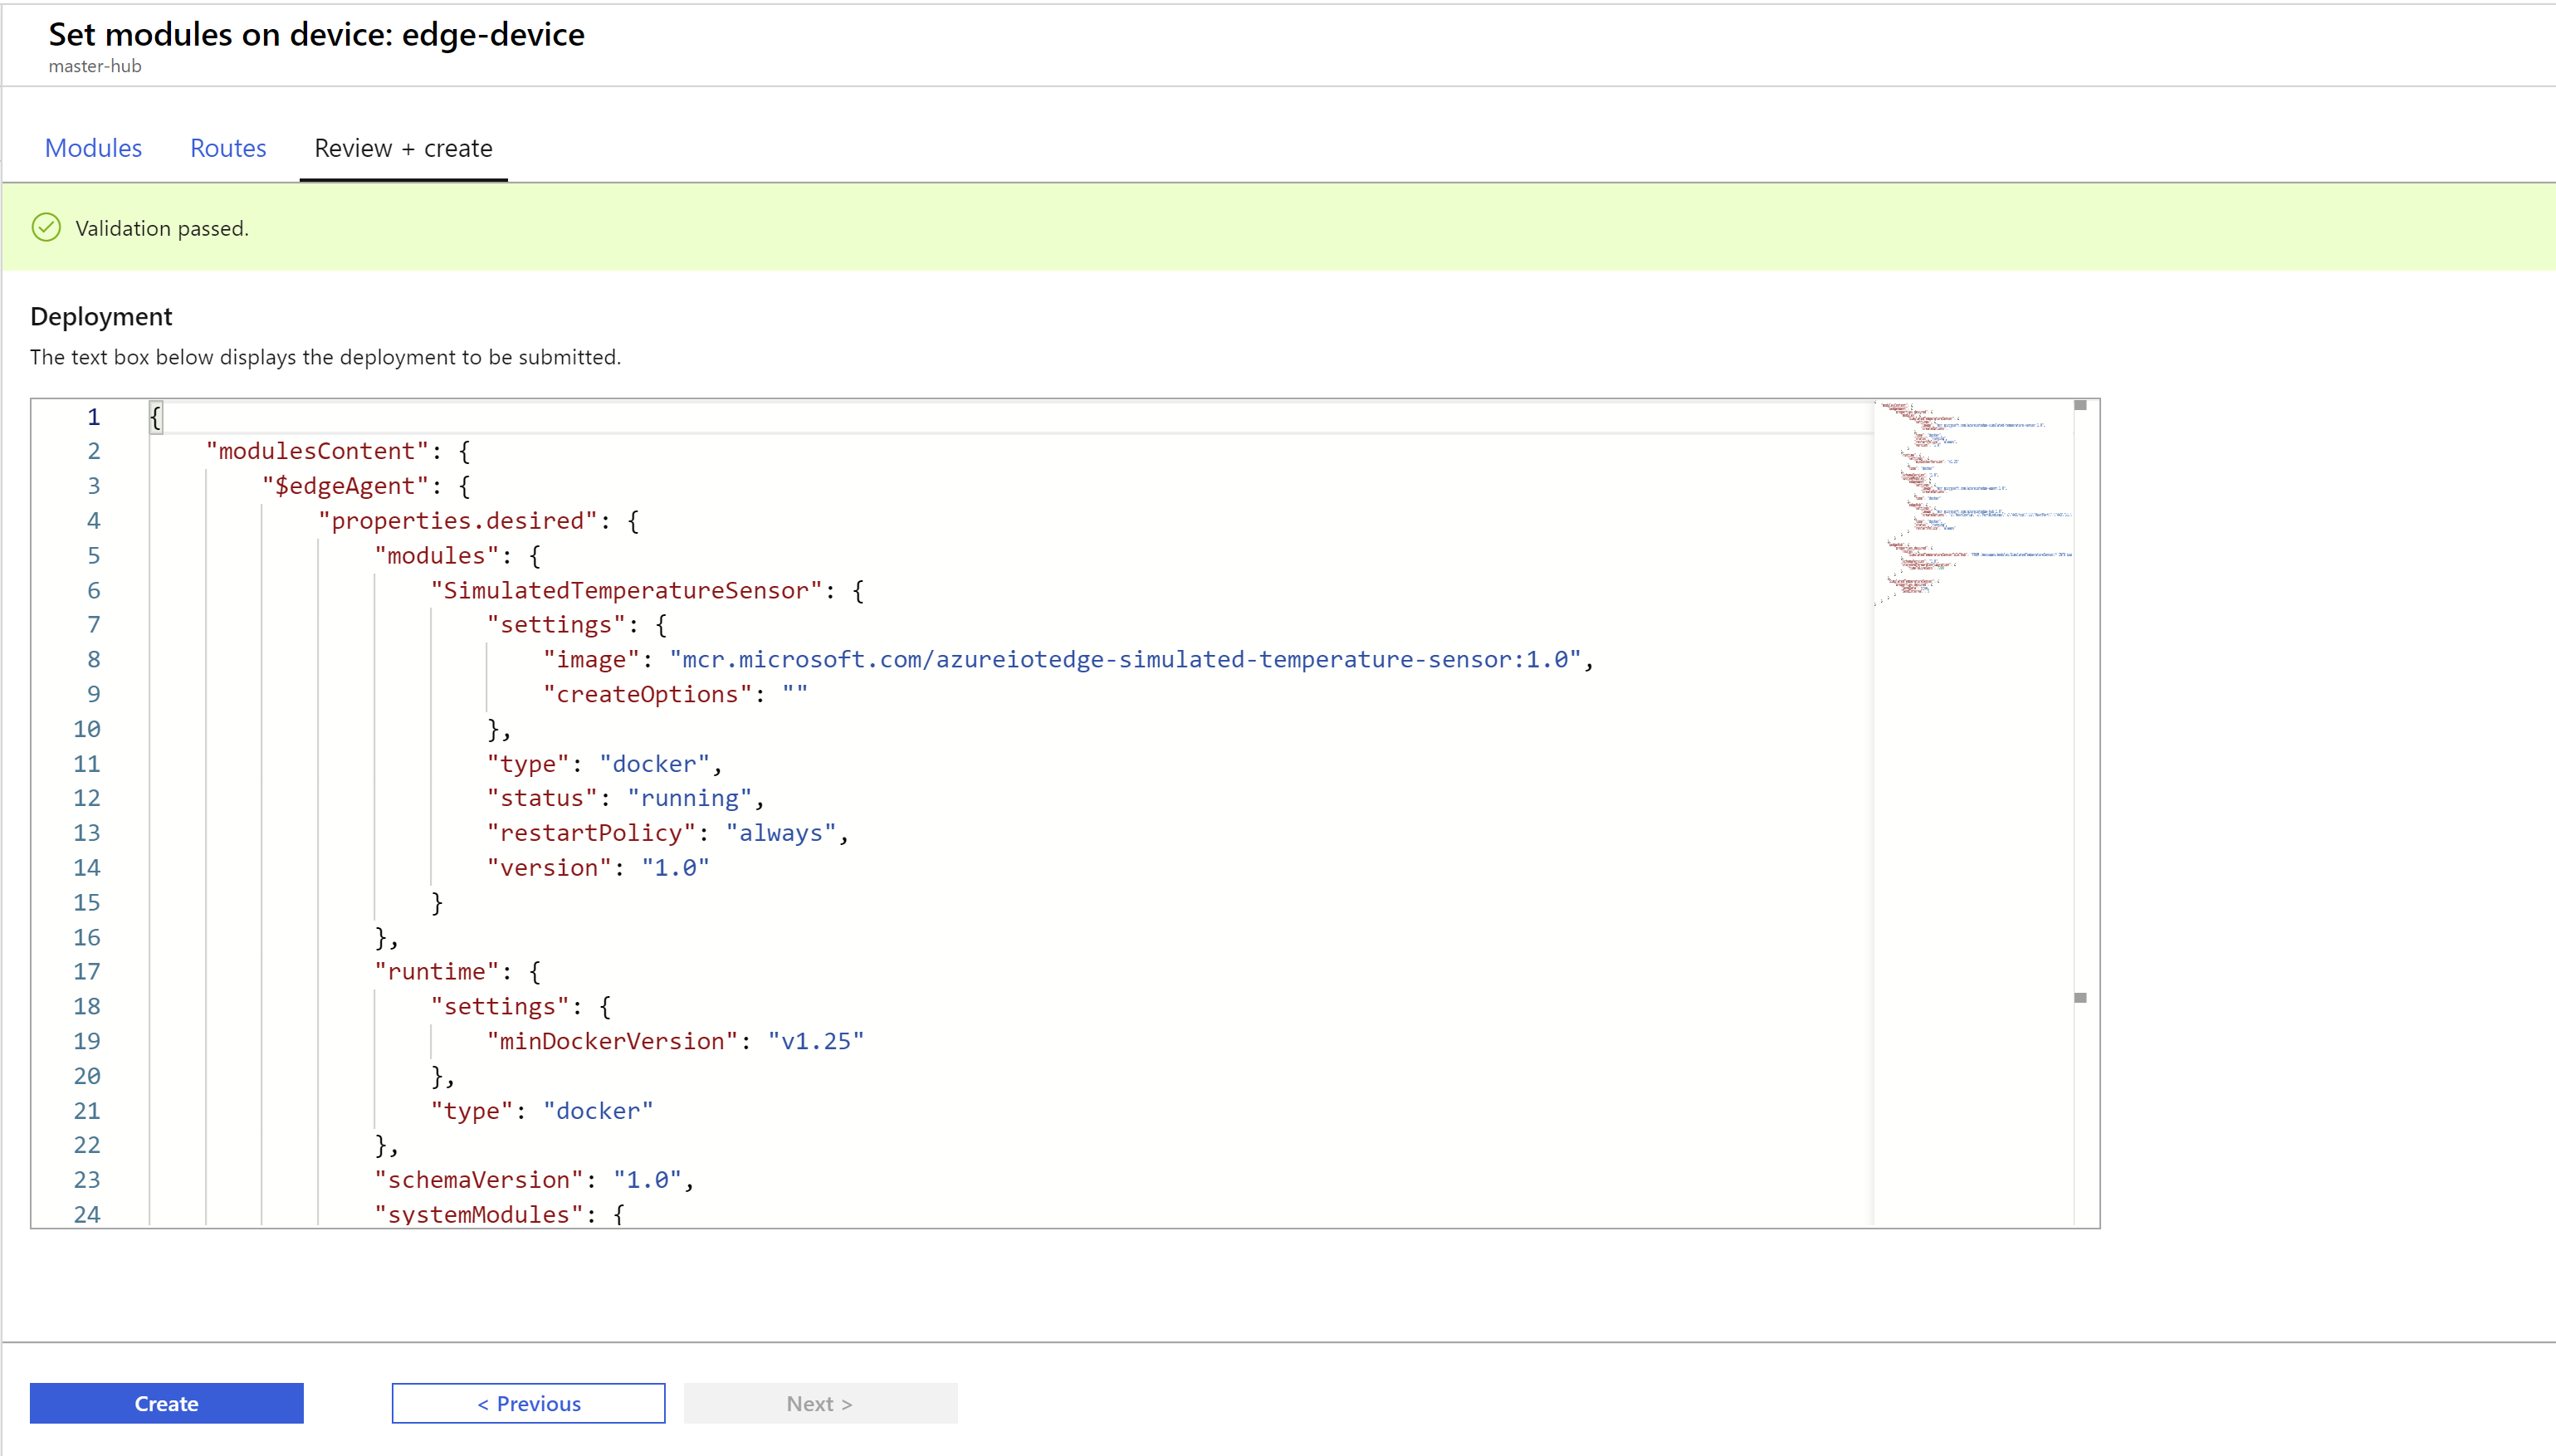 Set modules on device: edge-device
master-hub
Modules Routes Review + create
Validation passed.
Deployment
The text box below displays the deployment to be submitted.
1 {
2 "modulesContent": {
3 "$edgeAgent": {
4 "properties.desired": {
5 "modules": {
6 "SimulatedTemperatureSensor": {
7 "settings": {
8 "image": "mcr.microsoft.com/azureiotedge-simulated-temperature-sensor:1.0",
9 "createOptions": ""
10 },
11 "type": "docker",
12 "status": "running",
13 "restartPolicy": "always",
14 "version": "1.0"
15 }
16 },
17 "runtime": {
18 "settings": {
19 "minDockerVersion": "v1.25"
20 },
21 "type": "docker"
22 },
23 "schemaVersion": "1.0",
24 "systemModules": {
Create < Previous Next >